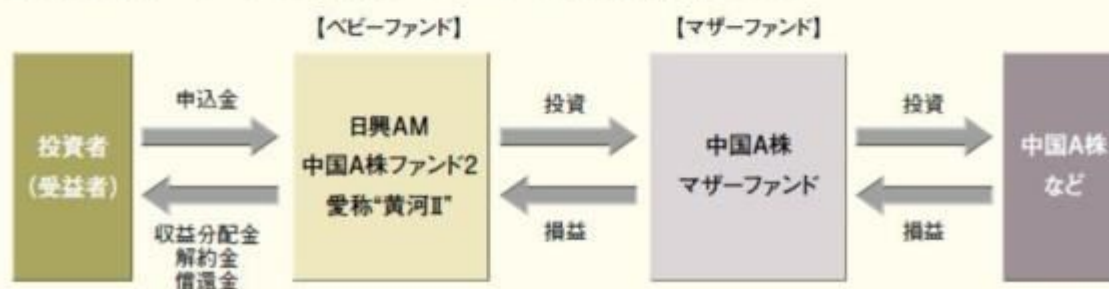 【ベビーファンド】
【マザーファンド】
投資者
（受益者）
申込金
収益分配金
解約金
償還金
日興AM
中国A株ファンド2
愛称“黄河Ⅱ”
投資
損益
中国A株
マザーファンド
投資
損益
中国A株
など